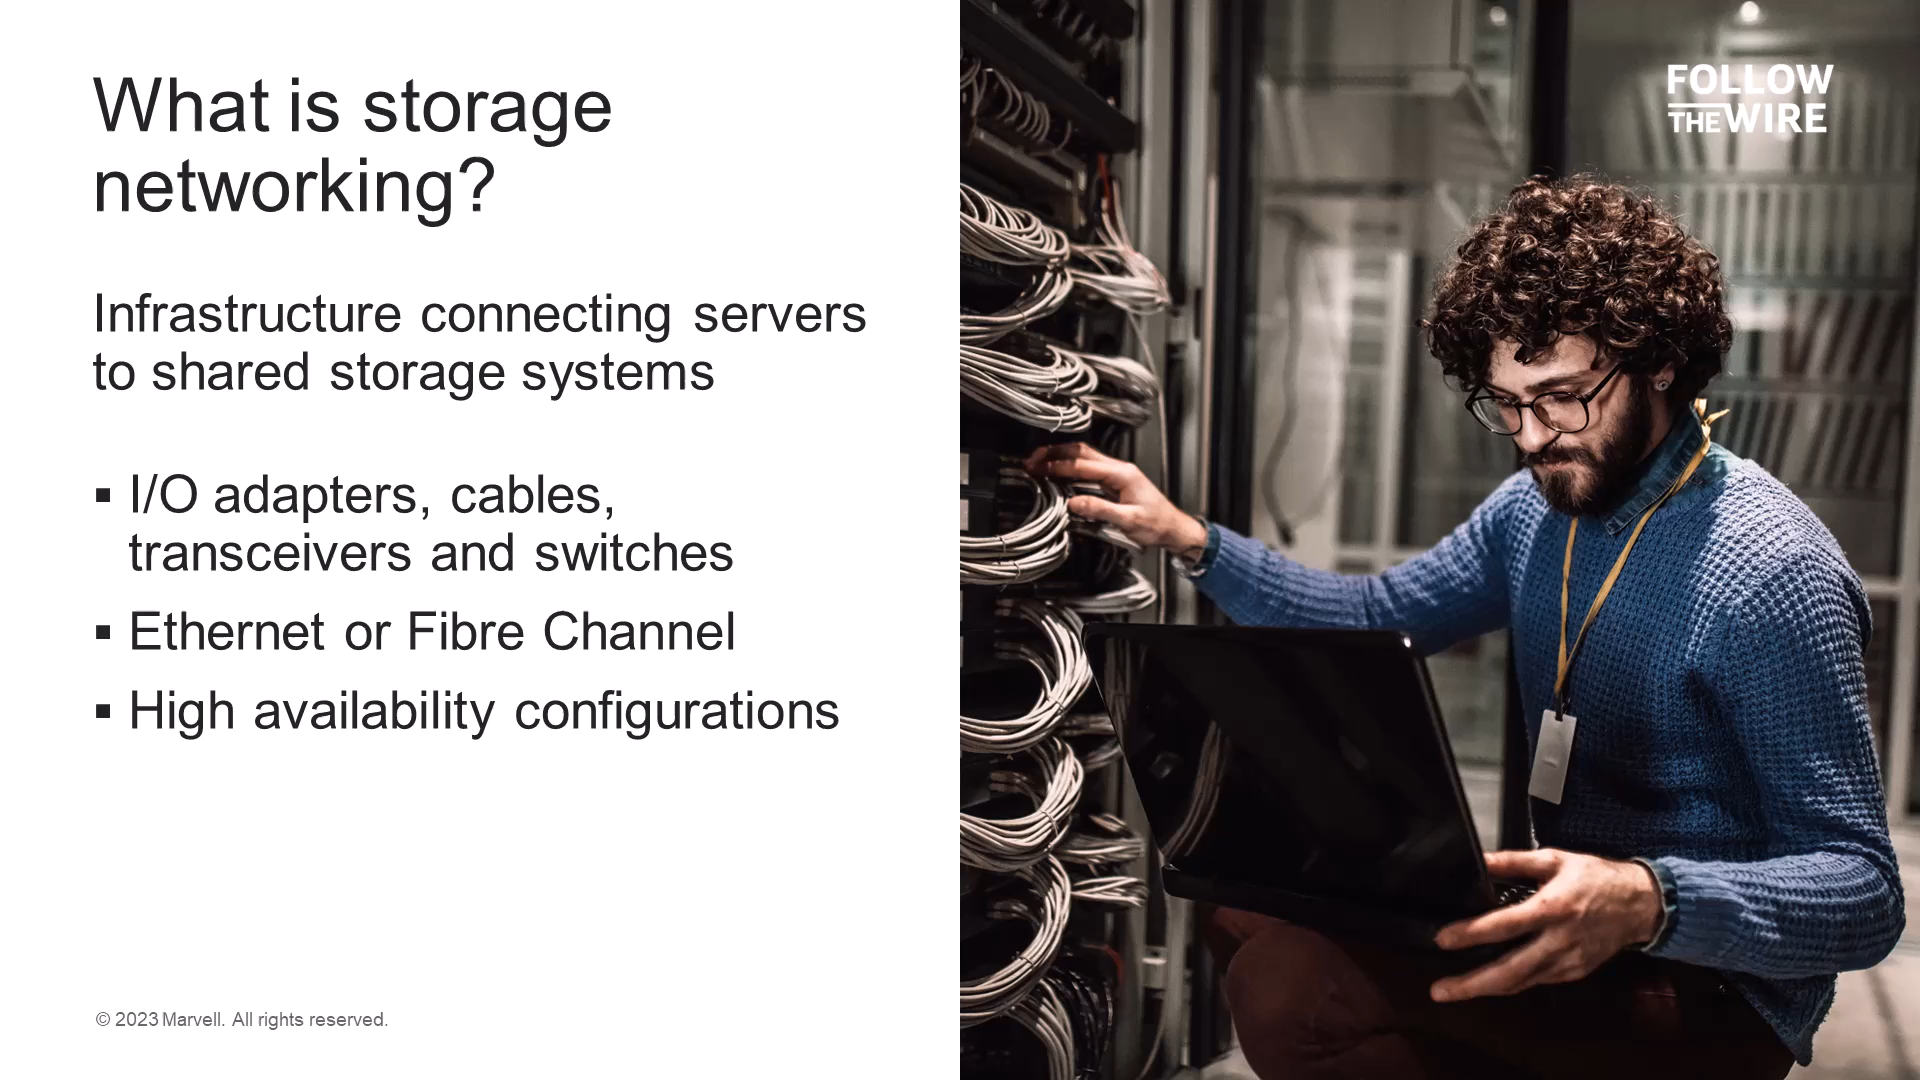 What is storage
networking?
Infrastructure connecting servers
to shared storage systems
▪ I/O adapters, cables,
transceivers and switches
▪ Ethernet or Fibre Channel
▪ High availability configurations
© 2023 Marvell. All rights reserved.
FOLLOW
THE WIRE